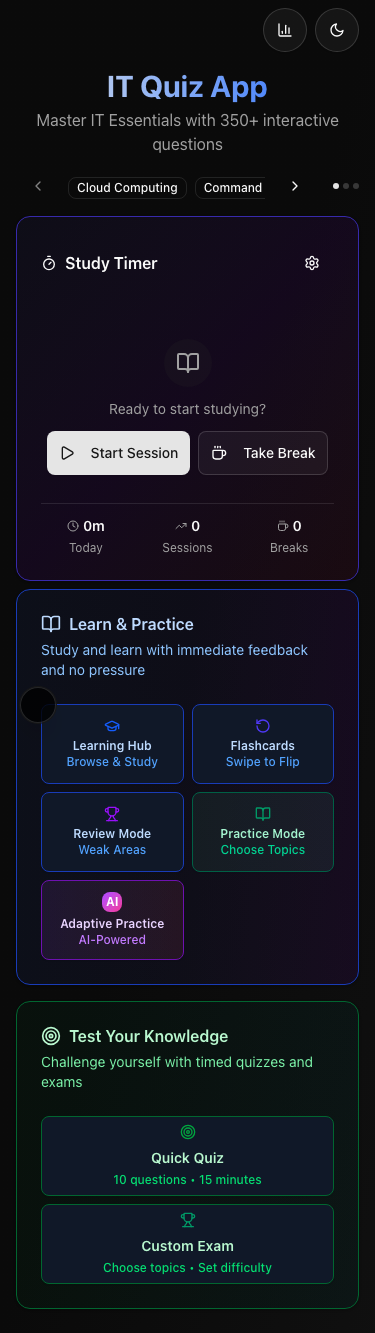 IT Quiz App
Master IT Essentials with 350+ interactive
questions
Cloud Computing
Command
Study Timer
Ready to start studying?
Start Session
Take Break
0m
0
0
Today
Sessions
Breaks
Learn & Practice
Study and learn with immediate feedback
and no pressure
Learning Hub
Browse & Study
Flashcards
Swipe to Flip
Review Mode
Weak Areas
Practice Mode
Choose Topics
AI
Adaptive Practice
AI-Powered
Test Your Knowledge
Challenge yourself with timed quizzes and
exams
Quick Quiz
10 questions • 15 minutes
Custom Exam
Choose topics • Set difficulty